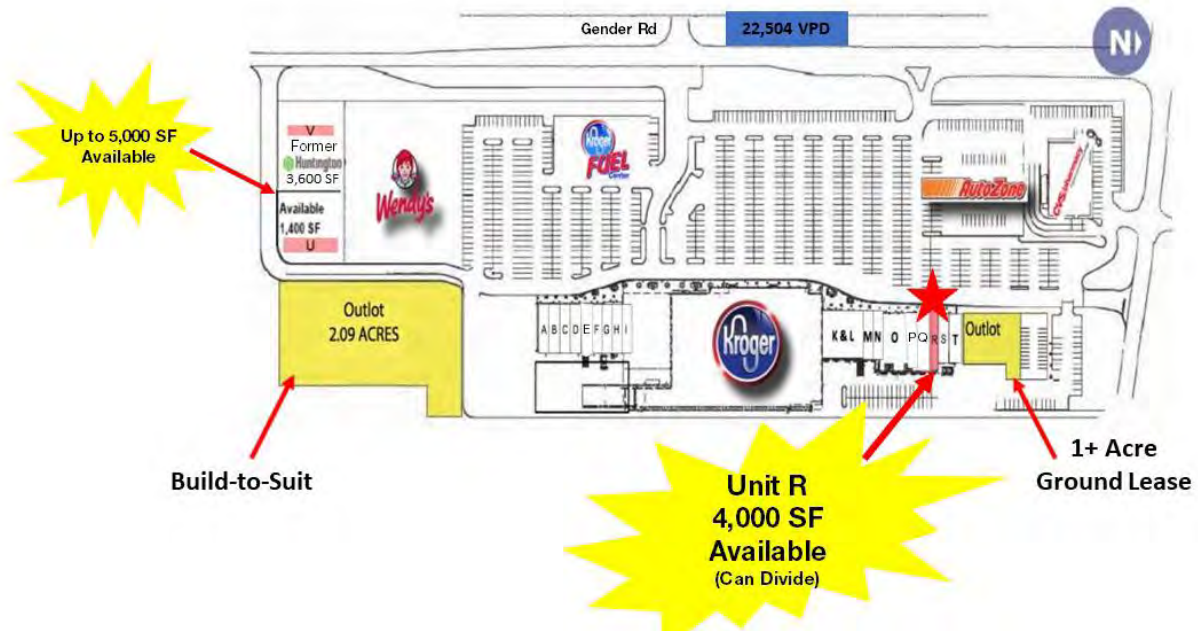 Gender Rd
22,504 VPD
N
Up to 5,000 SF
Available
V
Former
Huntington
3,600 SF
Available
1,400 SF
U
Wendy's
Kroger
FUEL
Center
AutoZone
CVS
Outlot
2.09 ACRES
A B C D E F G H I
Kroger
K&L M N O P Q R S T
Outlot
Build-to-Suit
Unit R
4,000 SF
Available
(Can Divide)
1+ Acre
Ground Lease